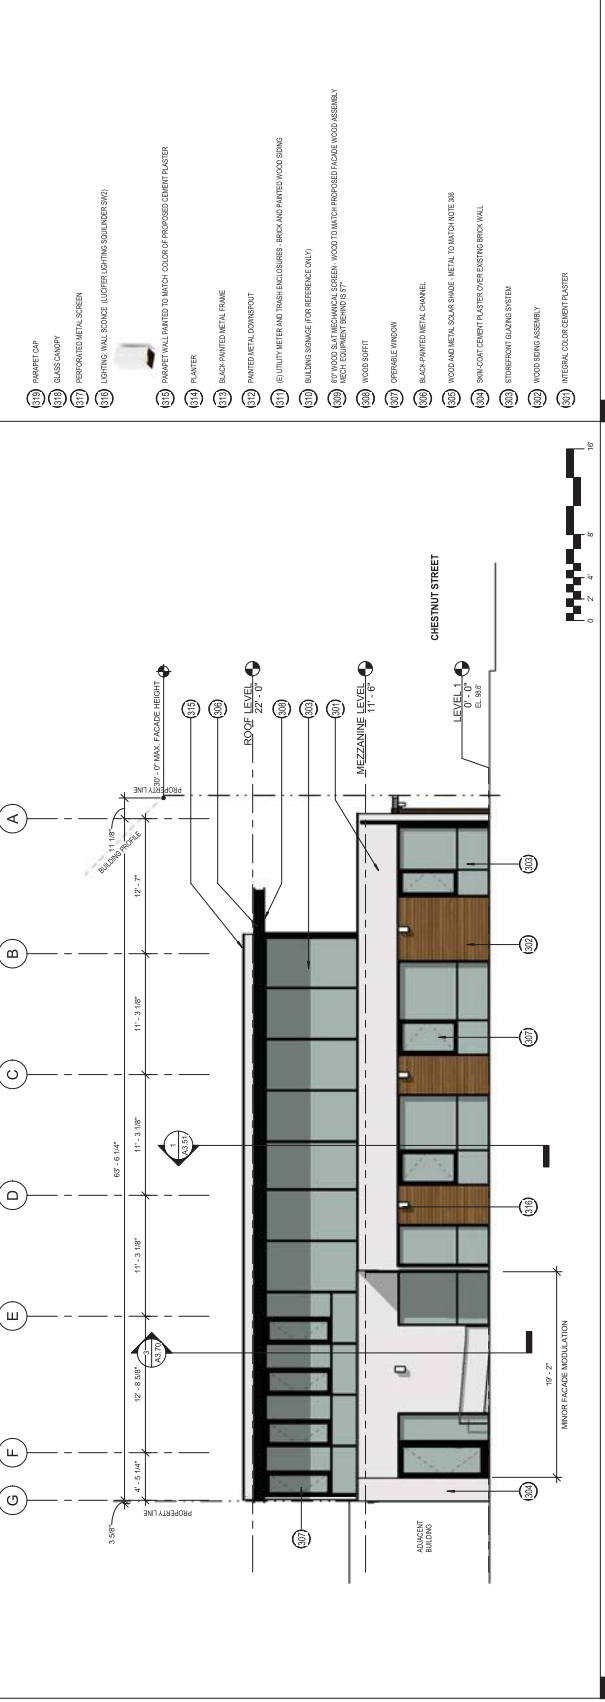 319 PARAPET CAP
318 GLASS CANOPY
317 PERFORATED METAL SCREEN
316 LIGHTING: WALL SCONCE (LUCIFER LIGHTING SQUILINDER SW2)
315 PARAPET WALL PAINTED TO MATCH COLOR OF PROPOSED CEMENT PLASTER
314 PLANTER
313 BLACK-PAINTED METAL FRAME
312 PAINTED METAL DOWNSPOUT
311 (E) UTILITY METER AND TRASH ENCLOSURES - BRICK AND PAINTED WOOD SIDING
310 BUILDING SIGNAGE (FOR REFERENCE ONLY)
309 6'0" WOOD SLAT MECHANICAL SCREEN - WOOD TO MATCH PROPOSED FACADE WOOD ASSEMBLY
MECH. EQUIPMENT BEHIND IS 5'7"
308 WOOD SOFFIT
307 OPERABLE WINDOW
306 BLACK-PAINTED METAL CHANNEL
305 WOOD AND METAL SOLAR SHADE - METAL TO MATCH NOTE 306
304 SKIM-COAT CEMENT PLASTER OVER EXISTING BRICK WALL
303 STOREFRONT GLAZING SYSTEM
302 WOOD SIDING ASSEMBLY
301 INTEGRAL COLOR CEMENT PLASTER
G
F
E
D
C
B
A
63' - 6 1/4"
3 5/8"
4' - 5 1/4"
12' - 8 5/8"
11' - 3 1/8"
11' - 3 1/8"
11' - 3 1/8"
12' - 7"
11 1/8"
BUILDING PROFILE
PROPERTY LINE
PROPERTY LINE
3
A3.70
1
A3.51
30' - 0" MAX. FACADE HEIGHT
315
306
ROOF LEVEL
22' - 0"
308
303
301
MEZZANINE LEVEL
11' - 6"
CHESTNUT STREET
LEVEL 1
0' - 0"
EL. 98.6'
307
ADJACENT
BUILDING
304
316
307
302
303
19' - 2"
MINOR FACADE MODULATION
0 2' 4' 8' 16'